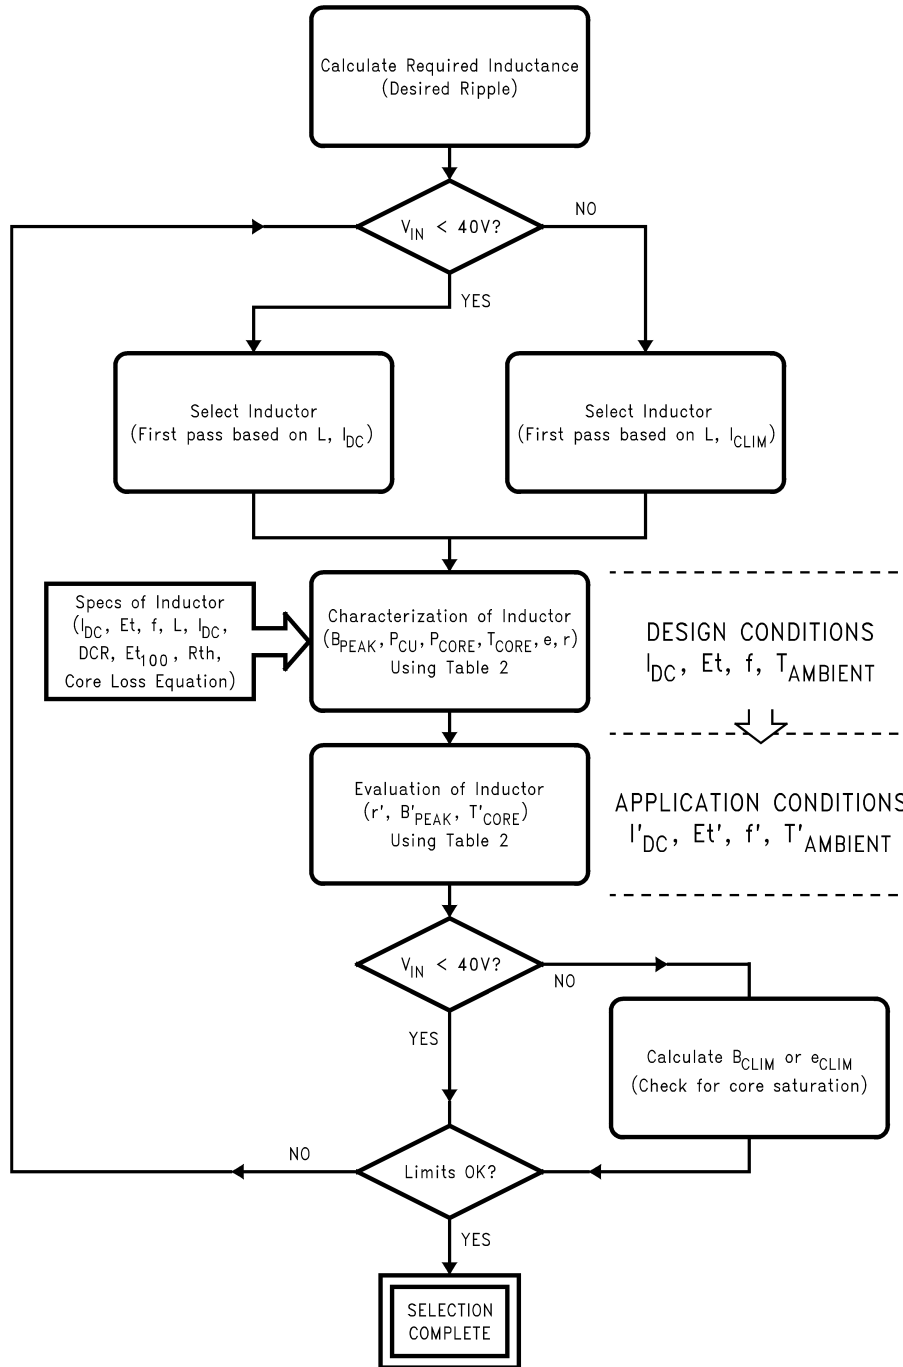 Calculate Required Inductance
(Desired Ripple)
V_IN < 40V?
NO
YES
Select Inductor
(First pass based on L, I_DC)
Select Inductor
(First pass based on L, I_CLIM)
Specs of Inductor
(I_DC, Et, f, L, I_DC,
DCR, Et_100, Rth,
Core Loss Equation)
Characterization of Inductor
(B_PEAK, P_CU, P_CORE, T_CORE, e, r)
Using Table 2
DESIGN CONDITIONS
I_DC, Et, f, T_AMBIENT
Evaluation of Inductor
(r', B'_PEAK, T'_CORE)
Using Table 2
APPLICATION CONDITIONS
I'_DC, Et', f', T'_AMBIENT
V_IN < 40V?
NO
YES
Calculate B_CLIM or e_CLIM
(Check for core saturation)
Limits OK?
NO
YES
SELECTION
COMPLETE